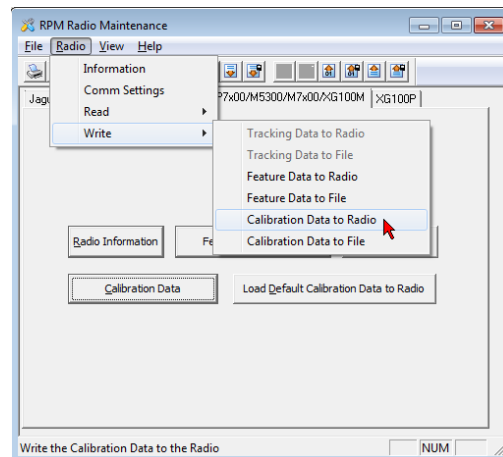 RPM Radio Maintenance
File Radio View Help
Information
Comm Settings
Read
Write
Jagu
P7x00/M5300/M7x00/XG100M
XG100P
Tracking Data to Radio
Tracking Data to File
Feature Data to Radio
Feature Data to File
Calibration Data to Radio
Calibration Data to File
Radio Information
Fe
Calibration Data
Load Default Calibration Data to Radio
Write the Calibration Data to the Radio
NUM